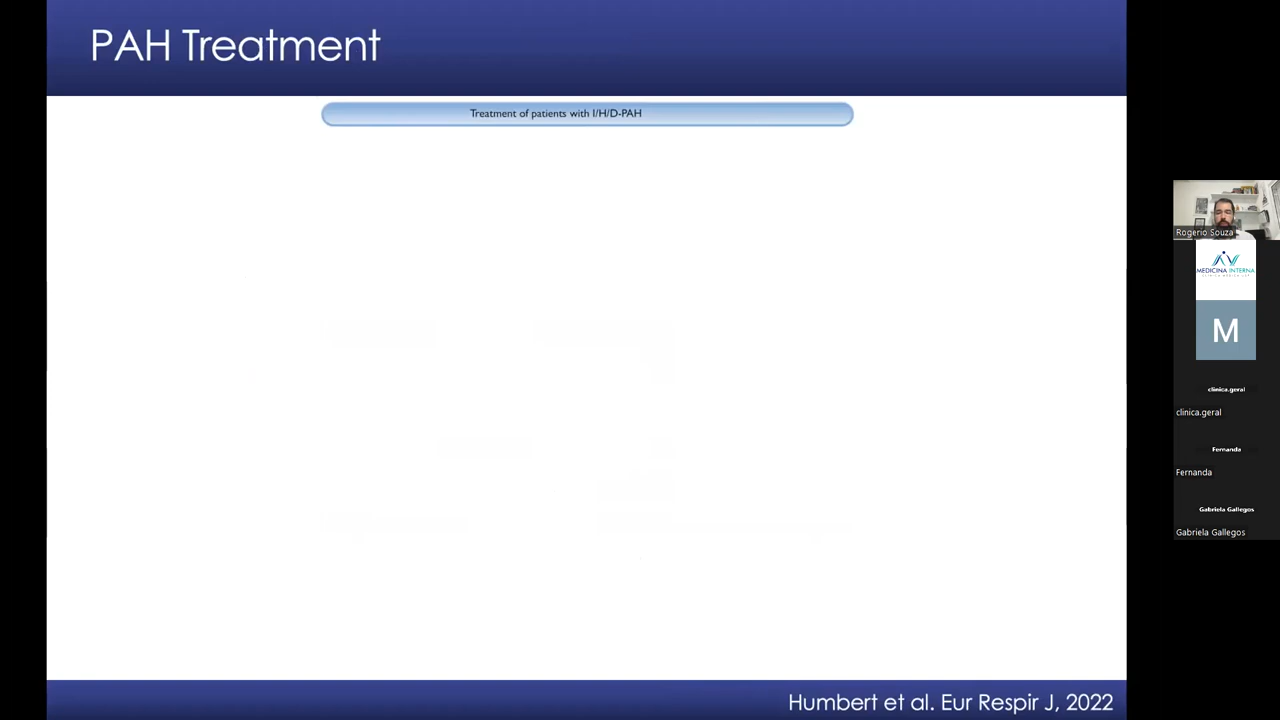 PAH Treatment
Treatment of patients with I/H/D-PAH
Humbert et al. Eur Respir J, 2022
Rogerio Souza
MEDICINA INTERNA
M
clinica.geral
clinica.geral
Fernanda
Fernanda
Gabriela Gallegos
Gabriela Gallegos